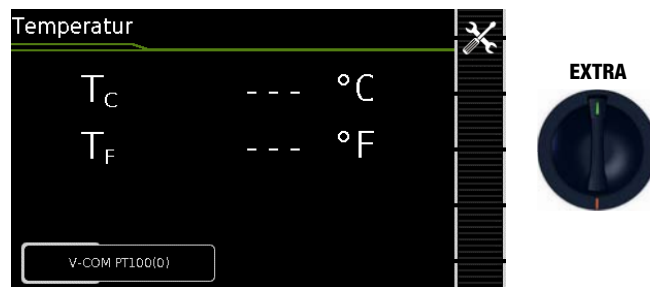 Temperatur
EXTRA
T_C --- °C
T_F --- °F
V-COM PT100(0)